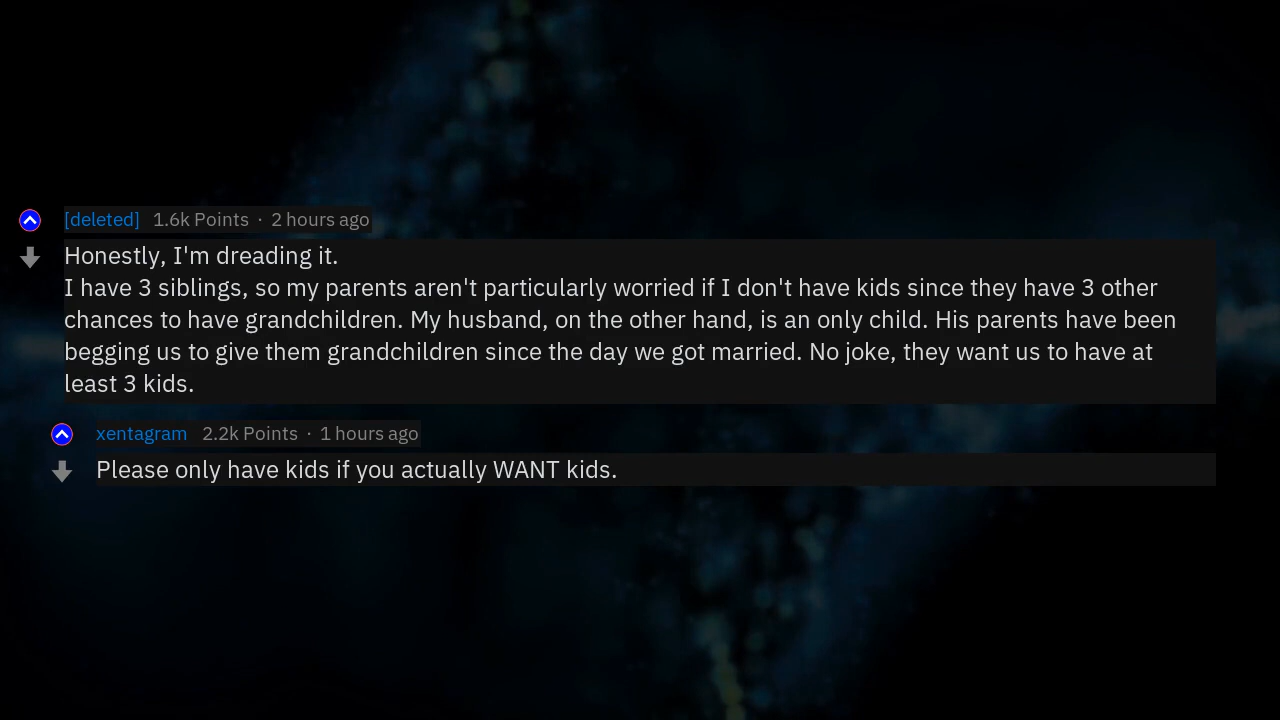 [deleted] 1.6k Points · 2 hours ago
Honestly, I'm dreading it.
I have 3 siblings, so my parents aren't particularly worried if I don't have kids since they have 3 other
chances to have grandchildren. My husband, on the other hand, is an only child. His parents have been
begging us to give them grandchildren since the day we got married. No joke, they want us to have at
least 3 kids.
xentagram 2.2k Points · 1 hours ago
Please only have kids if you actually WANT kids.